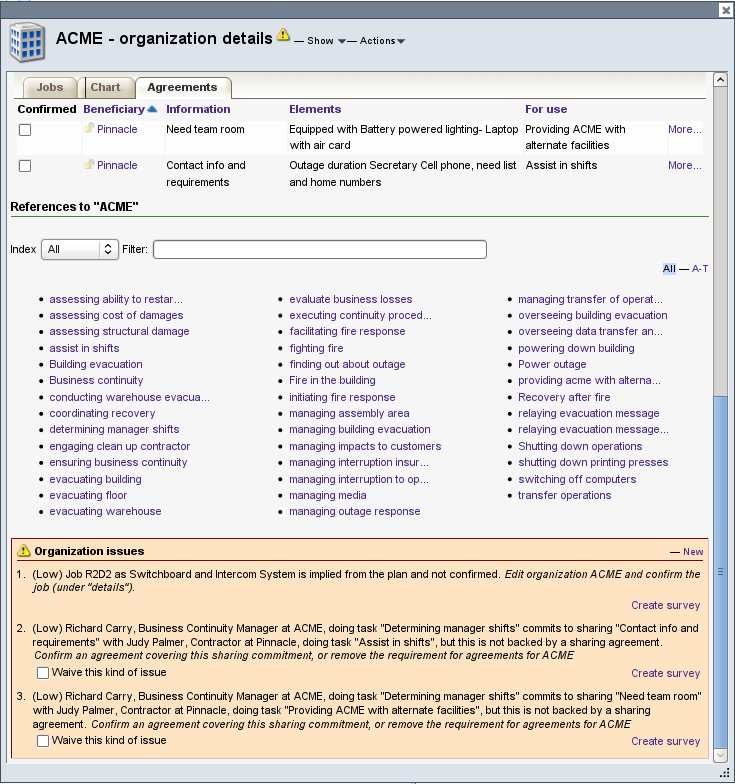 ACME - organization details — Show — Actions
Jobs Chart Agreements
Confirmed Beneficiary Information Elements For use
Pinnacle Need team room Equipped with Battery powered lighting- Laptop Providing ACME with More...
with air card alternate facilities
Pinnacle Contact info and Outage duration Secretary Cell phone, need list Assist in shifts More...
requirements and home numbers
References to "ACME"
Index All Filter:
All — A-T
• assessing ability to restar...
• assessing cost of damages
• assessing structural damage
• assist in shifts
• Building evacuation
• Business continuity
• conducting warehouse evacua...
• coordinating recovery
• determining manager shifts
• engaging clean up contractor
• ensuring business continuity
• evacuating building
• evacuating floor
• evacuating warehouse
• evaluate business losses
• executing continuity proced...
• facilitating fire response
• fighting fire
• finding out about outage
• Fire in the building
• initiating fire response
• managing assembly area
• managing building evacuation
• managing impacts to customers
• managing interruption insur...
• managing interruption to op...
• managing media
• managing outage response
• managing transfer of operat...
• overseeing building evacuation
• overseeing data transfer an...
• powering down building
• Power outage
• providing acme with alterna...
• Recovery after fire
• relaying evacuation message
• relaying evacuation message...
• Shutting down operations
• shutting down printing presses
• switching off computers
• transfer operations
Organization issues — New
1. (Low) Job R2D2 as Switchboard and Intercom System is implied from the plan and not confirmed. Edit organization ACME and confirm the
job (under "details").
Create survey
2. (Low) Richard Carry, Business Continuity Manager at ACME, doing task "Determining manager shifts" commits to sharing "Contact info and
requirements" with Judy Palmer, Contractor at Pinnacle, doing task "Assist in shifts", but this is not backed by a sharing agreement.
Confirm an agreement covering this sharing commitment, or remove the requirement for agreements for ACME
Waive this kind of issue Create survey
3. (Low) Richard Carry, Business Continuity Manager at ACME, doing task "Determining manager shifts" commits to sharing "Need team room"
with Judy Palmer, Contractor at Pinnacle, doing task "Providing ACME with alternate facilities", but this is not backed by a sharing
agreement. Confirm an agreement covering this sharing commitment, or remove the requirement for agreements for ACME
Waive this kind of issue Create survey